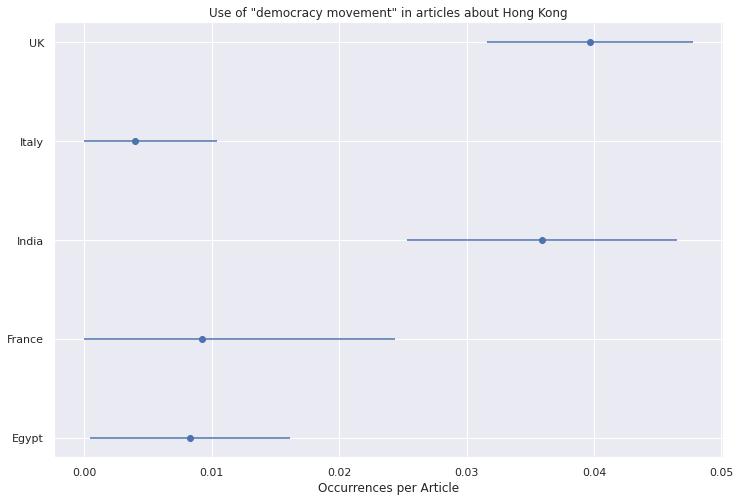 Use of "democracy movement" in articles about Hong Kong
UK
Italy
India
France
Egypt
0.00 0.01 0.02 0.03 0.04 0.05
Occurrences per Article